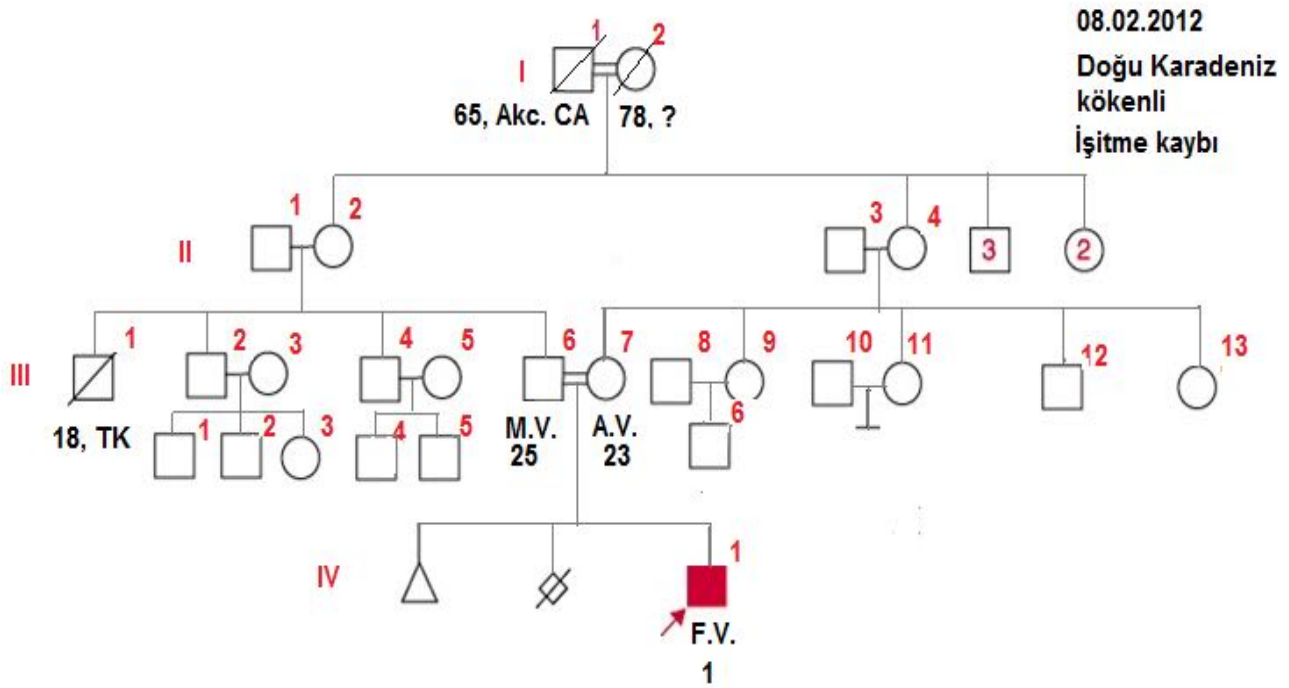 08.02.2012
Doğu Karadeniz
kökenli
İşitme kaybı
1 2
I
65, Akc. CA 78, ?
1 2 3 4
II
3 2
1 2 3 4 5 6 7 8 9 10 11 12 13
III
18, TK
1 2 3 4 5 6
M.V. A.V.
25 23
1
IV
F.V.
1